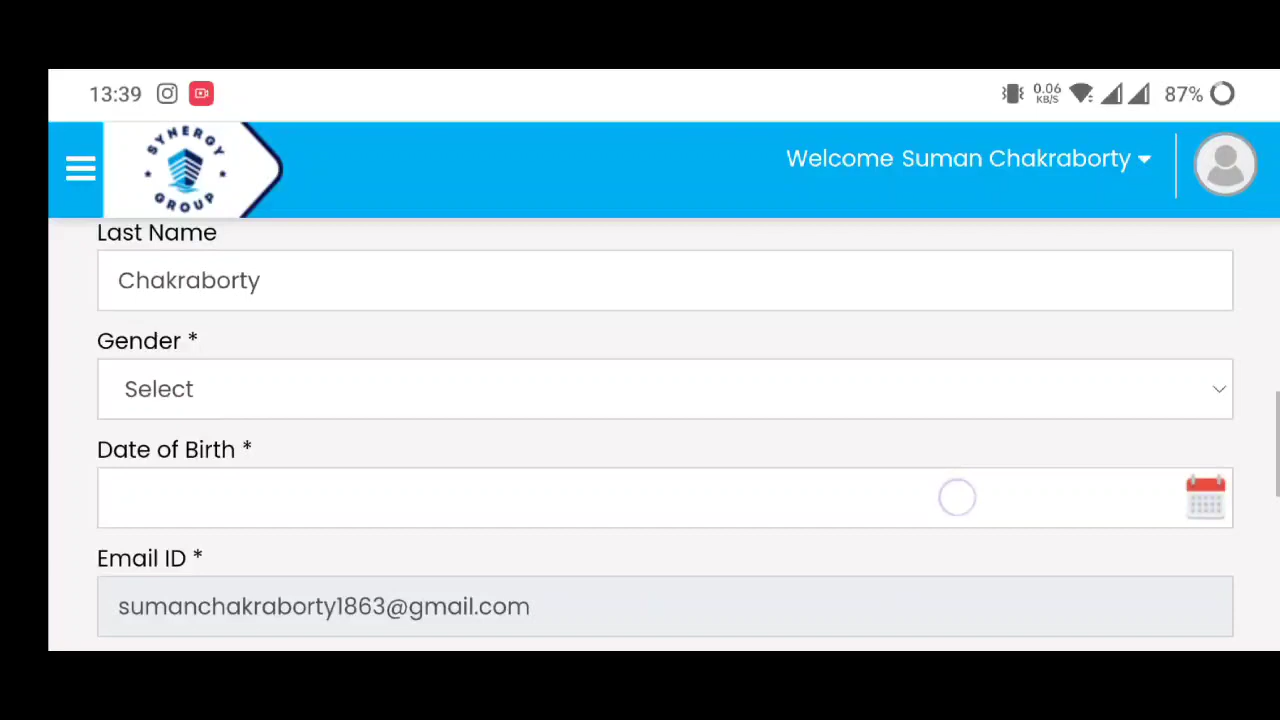 13:39
0.06
KB/S
87%
SYNERGY
GROUP
Welcome Suman Chakraborty
Last Name
Chakraborty
Gender *
Select
Date of Birth *
Email ID *
sumanchakraborty1863@gmail.com